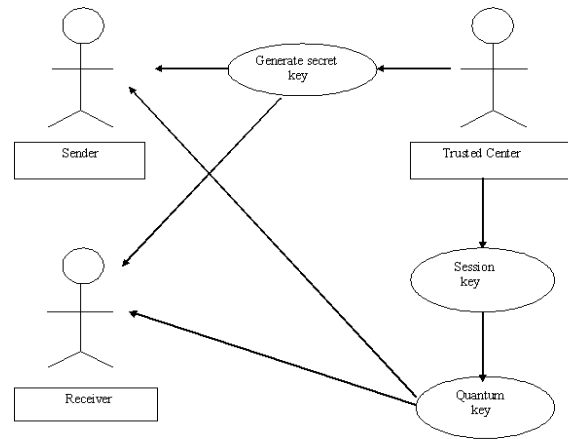 Generate secret
key
Sender
Trusted Center
Session
key
Receiver
Quantum
key